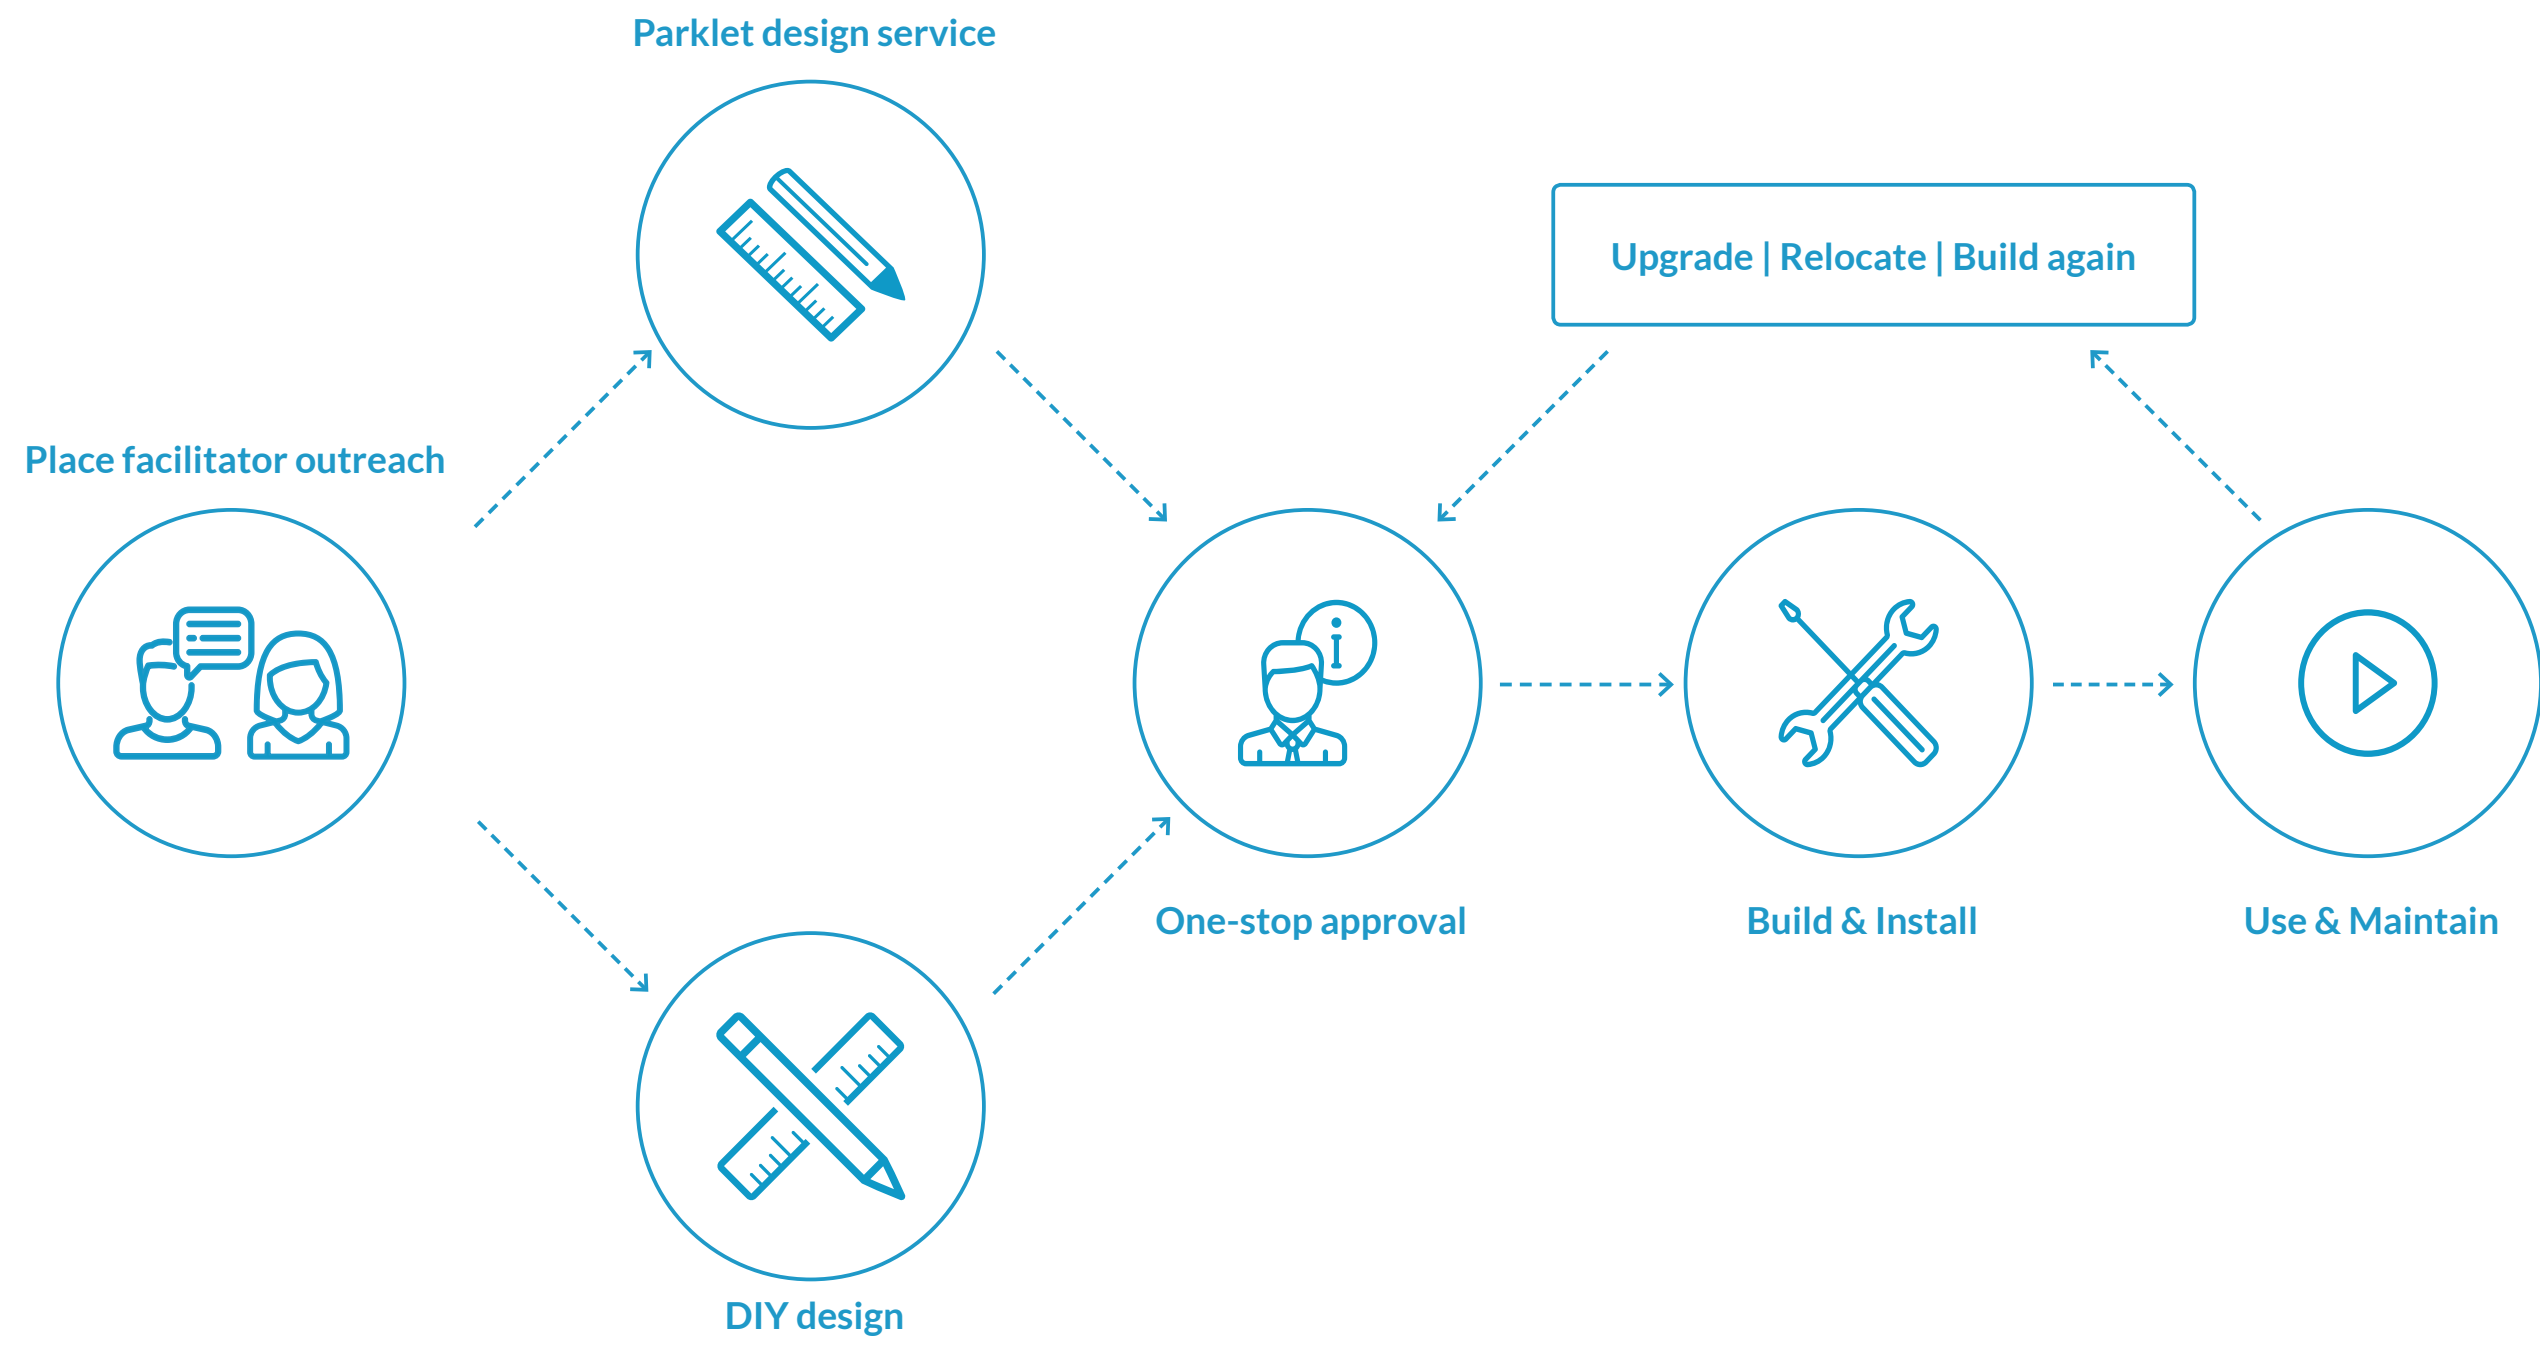 Parklet design service
Upgrade | Relocate | Build again
Place facilitator outreach
One-stop approval
Build & Install
Use & Maintain
DIY design